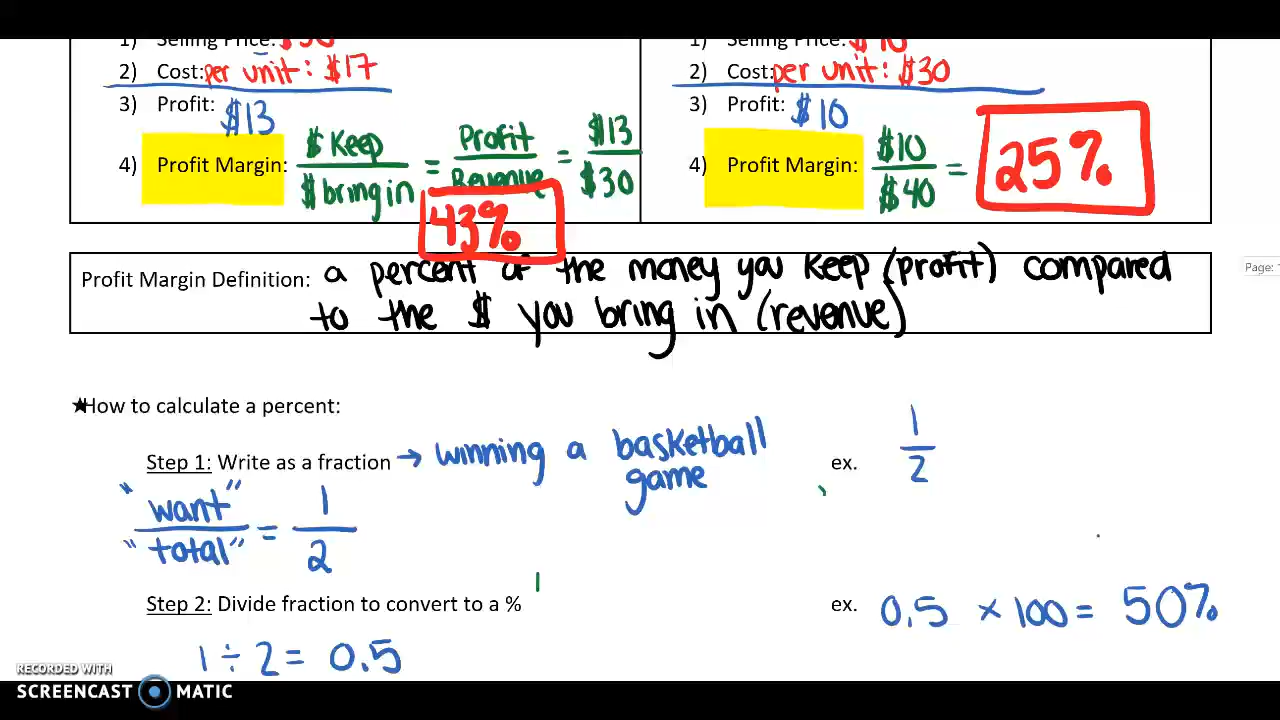 1) Selling Price: $30
2) Cost: per unit: $17
3) Profit: $13
4) Profit Margin: $ Keep / $ bring in = Profit / Revenue = $13 / $30
43%
1) Selling Price:
2) Cost: per unit: $30
3) Profit: $10
4) Profit Margin: $10 / $40 = 25%
Profit Margin Definition: a percent of the money you keep (profit) compared
to the $ you bring in (revenue)
Page:
★How to calculate a percent:
Step 1: Write as a fraction → winning a basketball
game
ex. 1 / 2
"want" / "total" = 1 / 2
Step 2: Divide fraction to convert to a %
ex. 0.5 × 100 = 50%
1 ÷ 2 = 0.5
RECORDED WITH
SCREENCAST MATIC